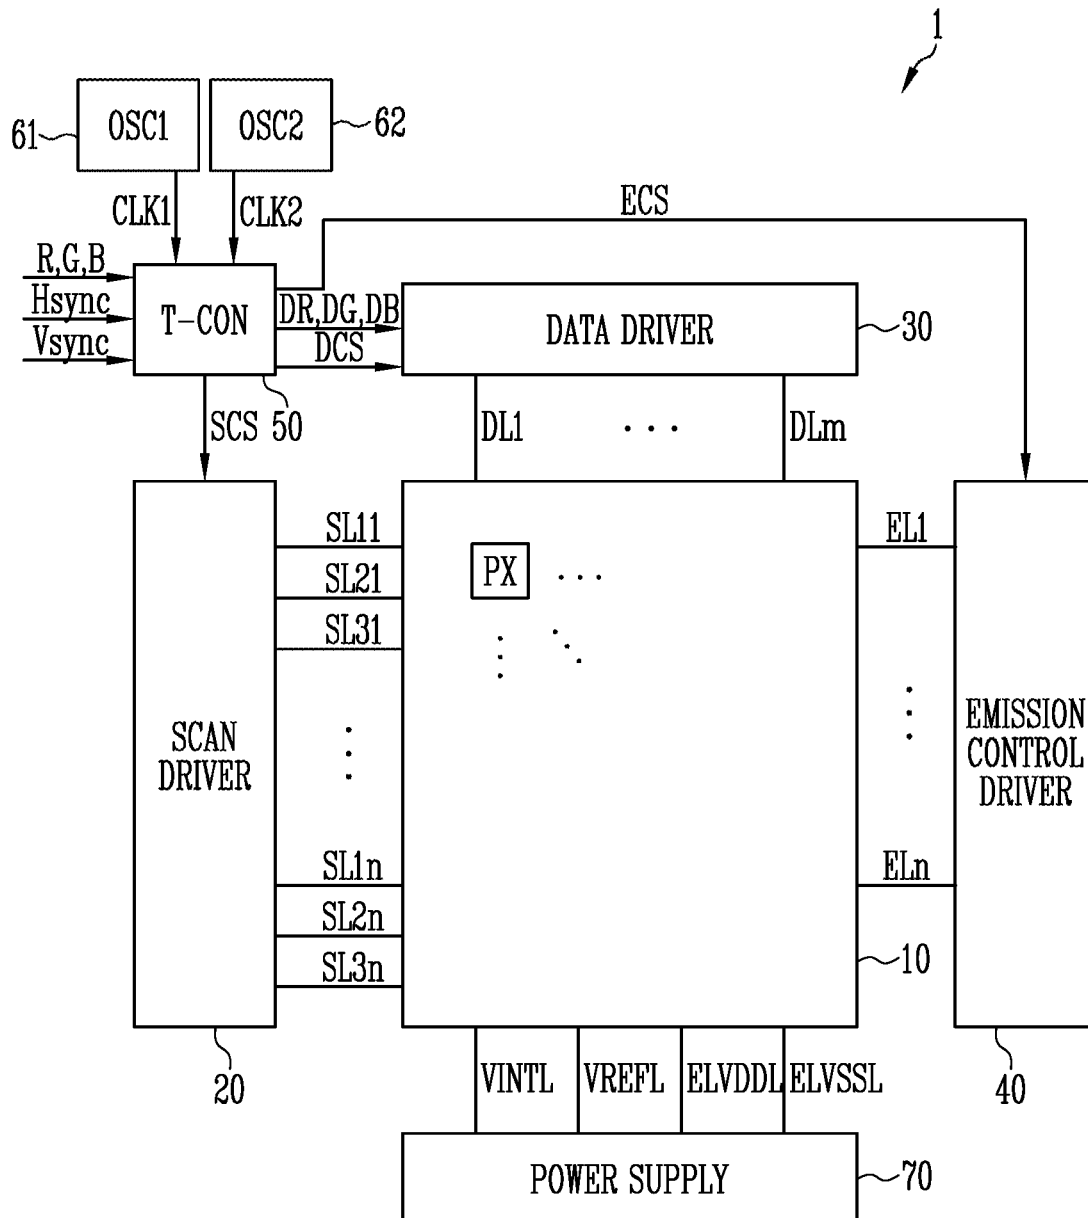 1
61
OSC1
OSC2
62
CLK1
CLK2
ECS
R,G,B
Hsync
Vsync
T-CON
DR,DG,DB
DCS
DATA DRIVER
30
SCS
50
DL1
. . .
DLm
SL11
SL21
SL31
PX
. . .
EL1
SCAN
DRIVER
EMISSION
CONTROL
DRIVER
SL1n
SL2n
SL3n
ELn
10
20
40
VINTL
VREFL
ELVDDL
ELVSSL
POWER SUPPLY
70